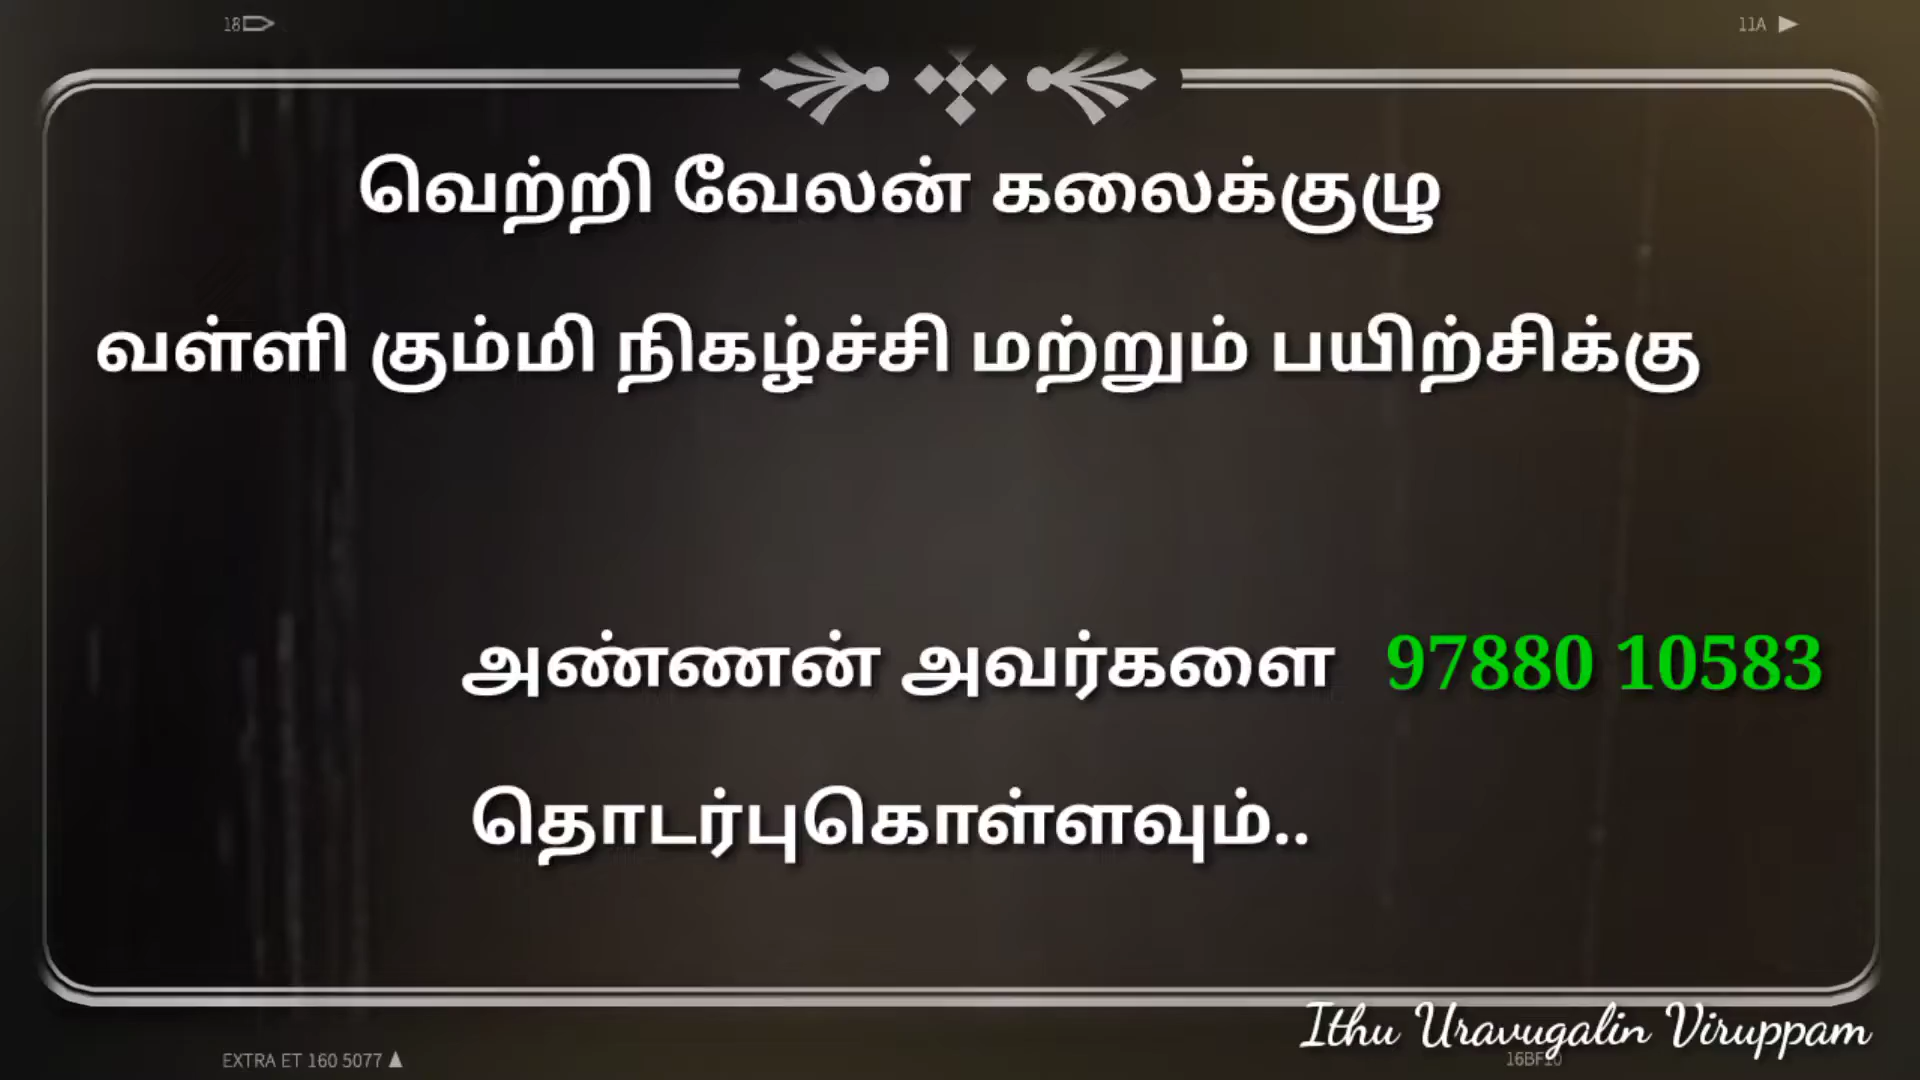 18
11A
வெற்றி வேலன் கலைக்குழு
வள்ளி கும்மி நிகழ்ச்சி மற்றும் பயிற்சிக்கு
அண்ணன் அவர்களை 97880 10583
தொடர்புகொள்ளவும்..
Ithu Uravugalin Viruppam
EXTRA ET 160 5077
16BF10